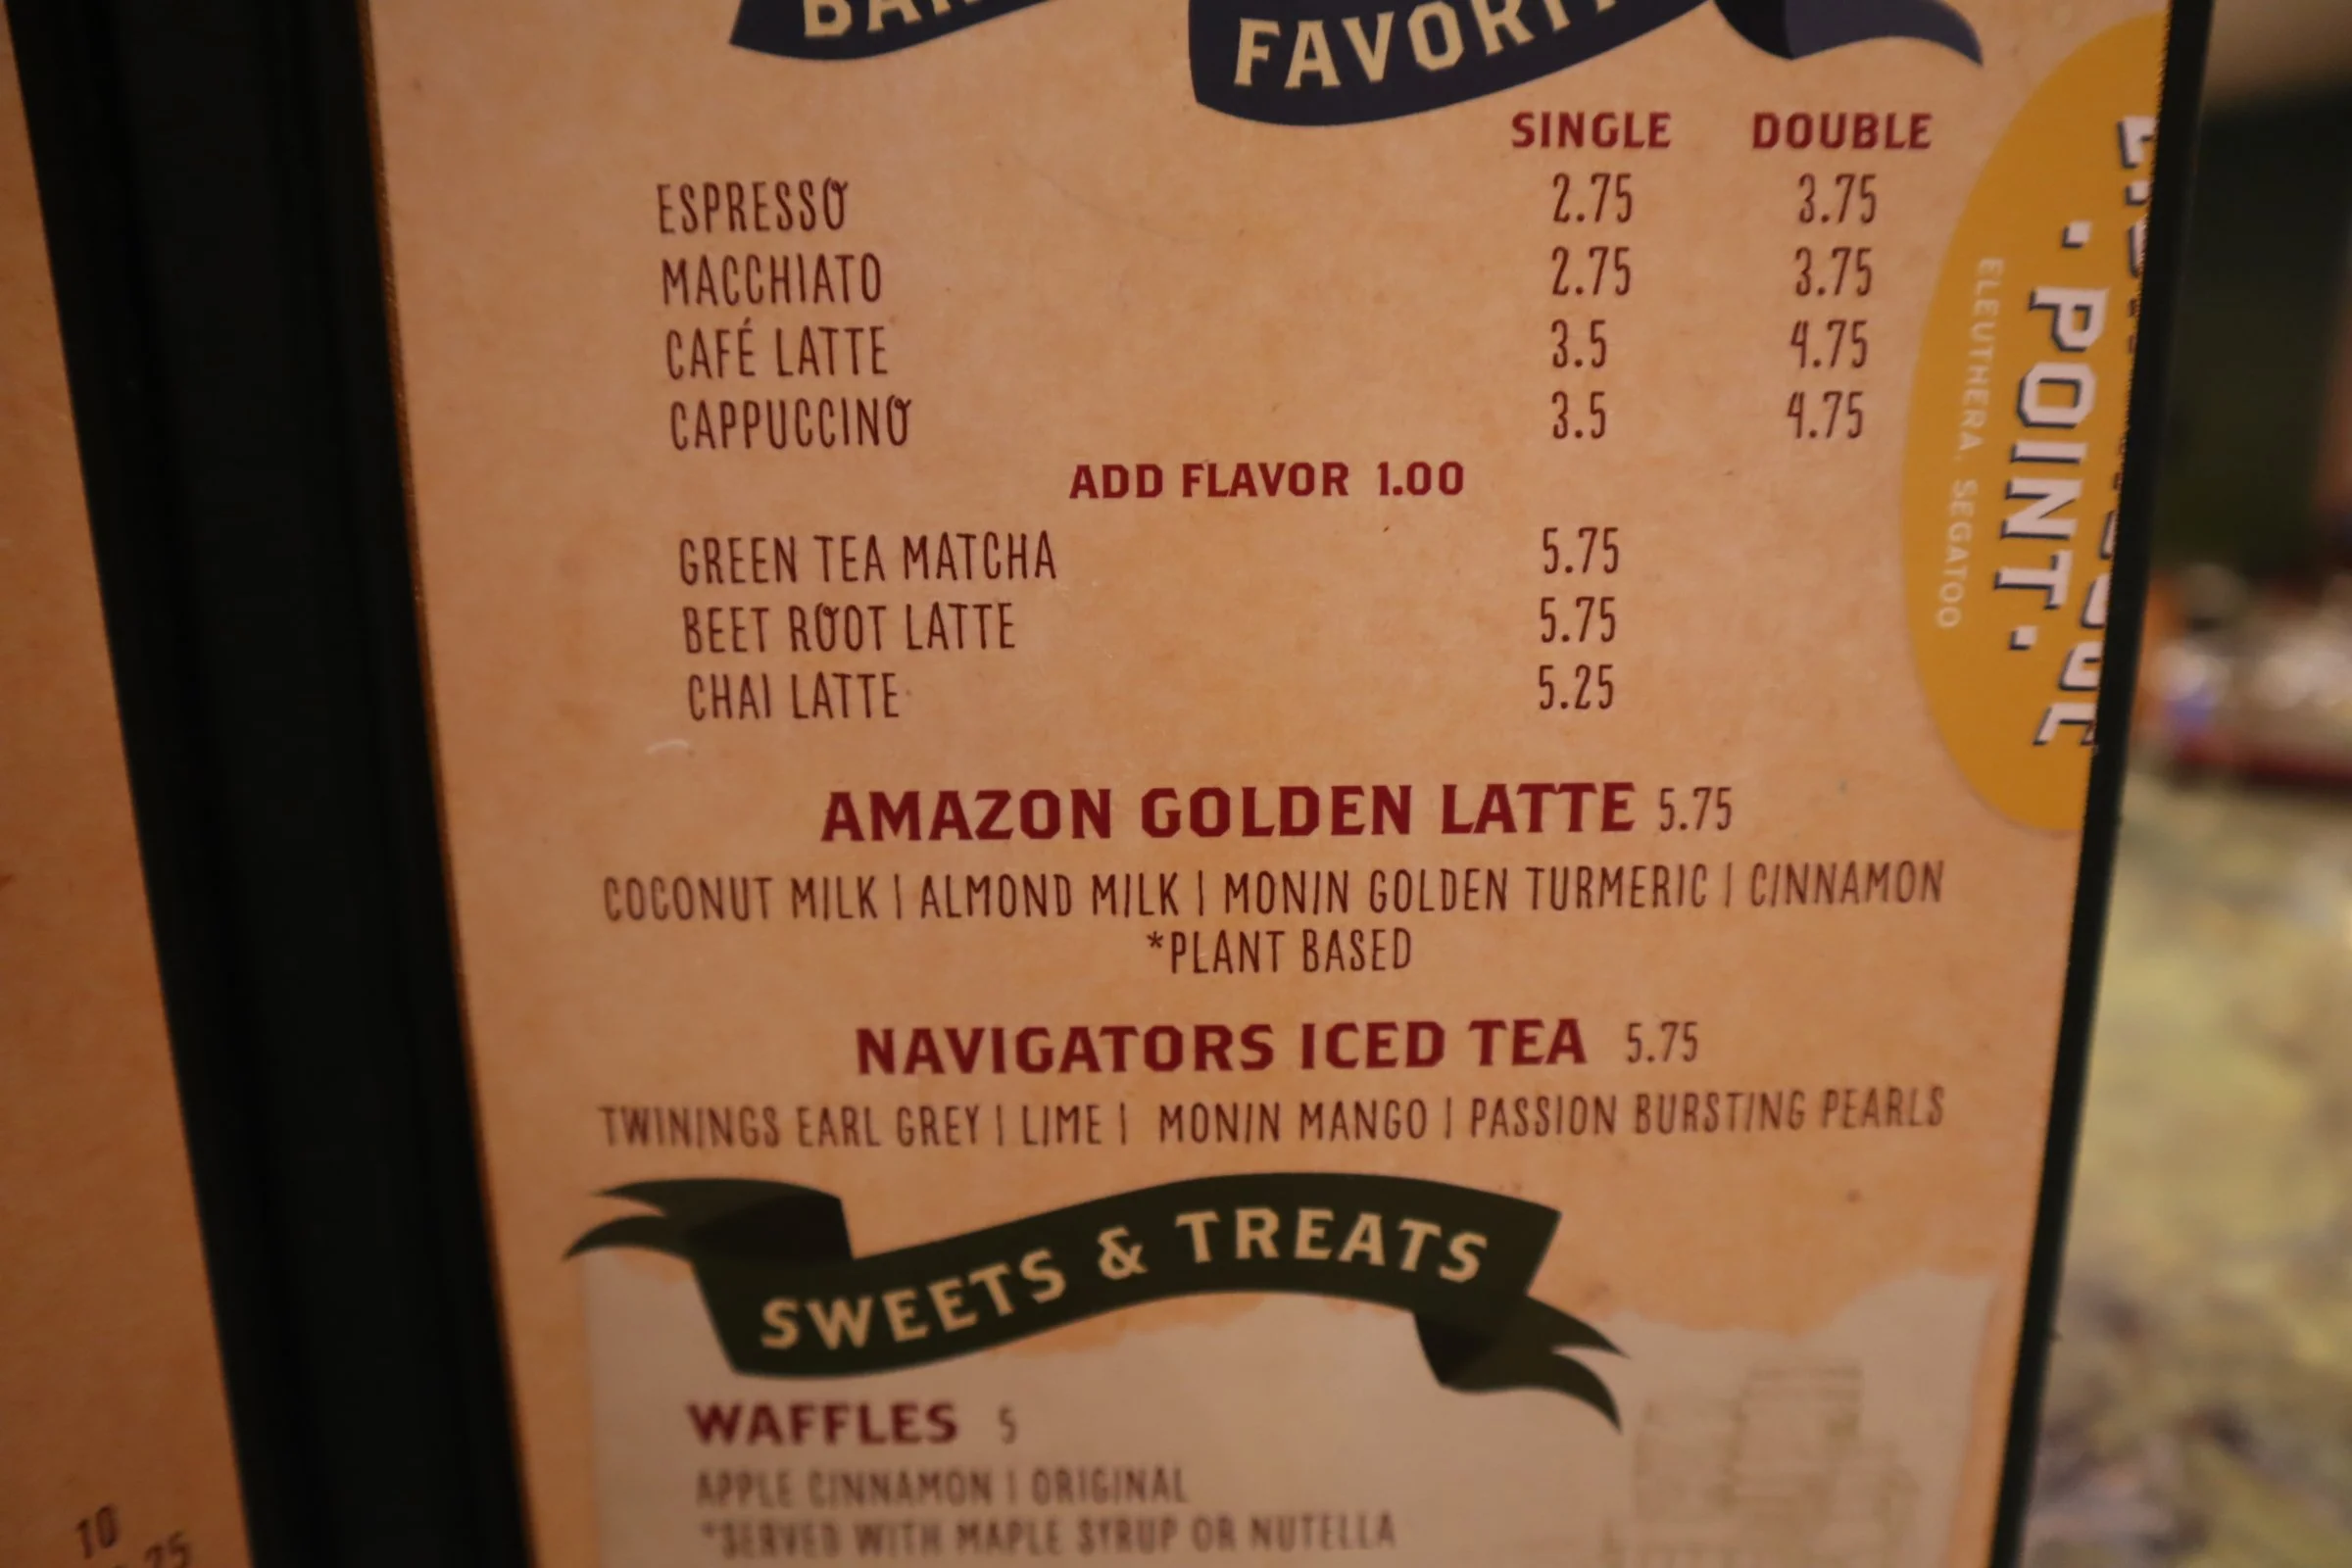 SINGLE DOUBLE
ESPRESSO 2.75 3.75
MACCHIATO 2.75 3.75
CAFÉ LATTE 3.5 4.75
CAPPUCCINO 3.5 4.75
ADD FLAVOR 1.00
GREEN TEA MATCHA 5.75
BEET ROOT LATTE 5.75
CHAI LATTE 5.25
AMAZON GOLDEN LATTE 5.75
COCONUT MILK | ALMOND MILK | MONIN GOLDEN TURMERIC | CINNAMON
*PLANT BASED
NAVIGATORS ICED TEA 5.75
TWININGS EARL GREY | LIME | MONIN MANGO | PASSION BURSTING PEARLS
SWEETS & TREATS
WAFFLES 5
APPLE CINNAMON | ORIGINAL
*SERVED WITH MAPLE SYRUP OR NUTELLA
· POINT ·
ELEUTHERA, SEGATOO
10